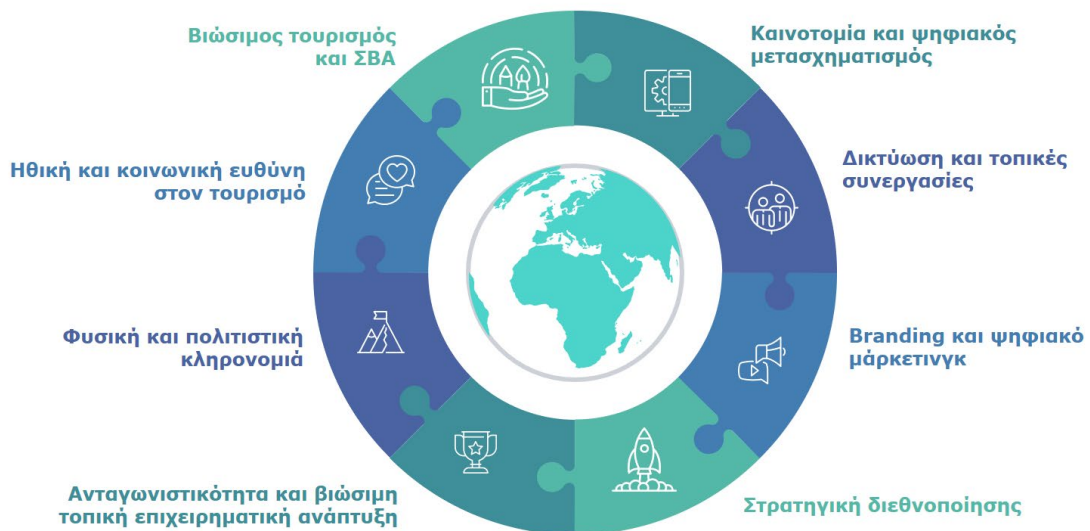 Βιώσιμος τουρισμός
και ΣΒΑ
Καινοτομία και ψηφιακός
μετασχηματισμός
Ηθική και κοινωνική ευθύνη
στον τουρισμό
Δικτύωση και τοπικές
συνεργασίες
Φυσική και πολιτιστική
κληρονομιά
Branding και ψηφιακό
μάρκετινγκ
Ανταγωνιστικότητα και βιώσιμη
τοπική επιχειρηματική ανάπτυξη
Στρατηγική διεθνοποίησης